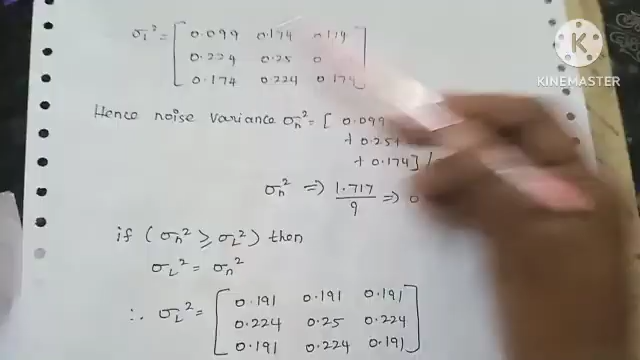 σL² = [ 0.099 0.174 0.179
0.224 0.25 0
0.174 0.224 0.174 ]
Hence noise variance σn² = [ 0.099
+ 0.25+
+ 0.174] /
σn² ⇒ 1.717/9 ⇒ 0
if (σn² ≥ σL²) then
σL² = σn²
∴ σL² = [ 0.191 0.191 0.191
0.224 0.25 0.224
0.191 0.224 0.191 ]
K
KINEMASTER